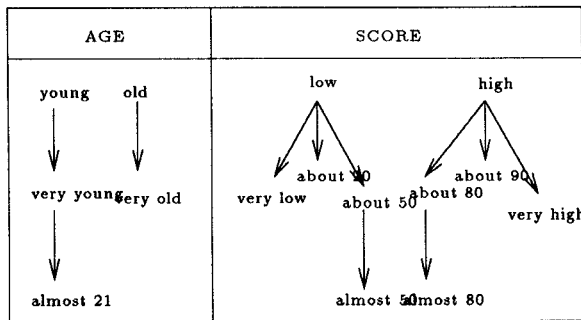 AGE
SCORE
young
old
low
high
very young
very old
very low
about
about 50
about 80
about 90
very high
almost 21
almost 50
almost 80